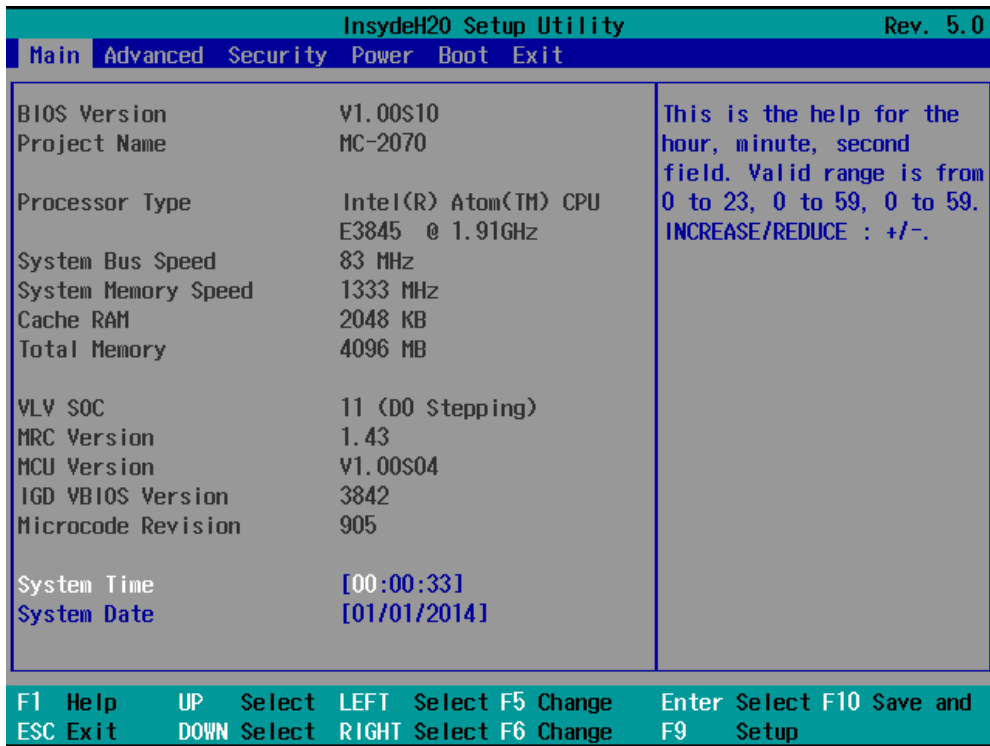 InsydeH20 Setup Utility Rev. 5.0
Main Advanced Security Power Boot Exit
BIOS Version V1.00S10
Project Name MC-2070
Processor Type Intel(R) Atom(TM) CPU
E3845 @ 1.91GHz
System Bus Speed 83 MHz
System Memory Speed 1333 MHz
Cache RAM 2048 KB
Total Memory 4096 MB
VLV SOC 11 (D0 Stepping)
MRC Version 1.43
MCU Version V1.00S04
IGD VBIOS Version 3842
Microcode Revision 905
System Time [00:00:33]
System Date [01/01/2014]
This is the help for the
hour, minute, second
field. Valid range is from
0 to 23, 0 to 59, 0 to 59.
INCREASE/REDUCE : +/-.
F1 Help UP Select LEFT Select F5 Change Enter Select F10 Save and
ESC Exit DOWN Select RIGHT Select F6 Change F9 Setup